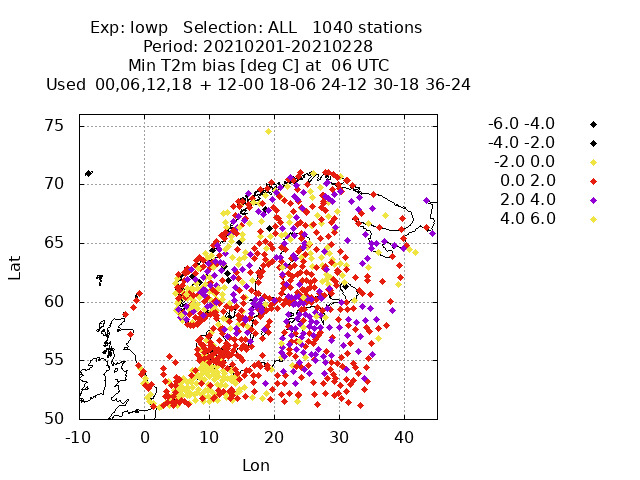 Exp: lowp   Selection: ALL   1040 stations
Period: 20210201-20210228
Min T2m bias [deg C] at  06 UTC
Used  00,06,12,18  + 12-00 18-06 24-12 30-18 36-24
-6.0 -4.0
-4.0 -2.0
-2.0 0.0
0.0 2.0
2.0 4.0
4.0 6.0
Lat
75
70
65
60
55
50
-10 0 10 20 30 40
Lon